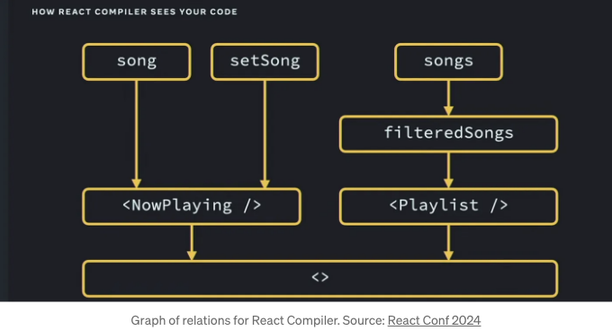 HOW REACT COMPILER SEES YOUR CODE
song
setSong
songs
filteredSongs
<NowPlaying />
<Playlist />
<>
Graph of relations for React Compiler. Source: React Conf 2024